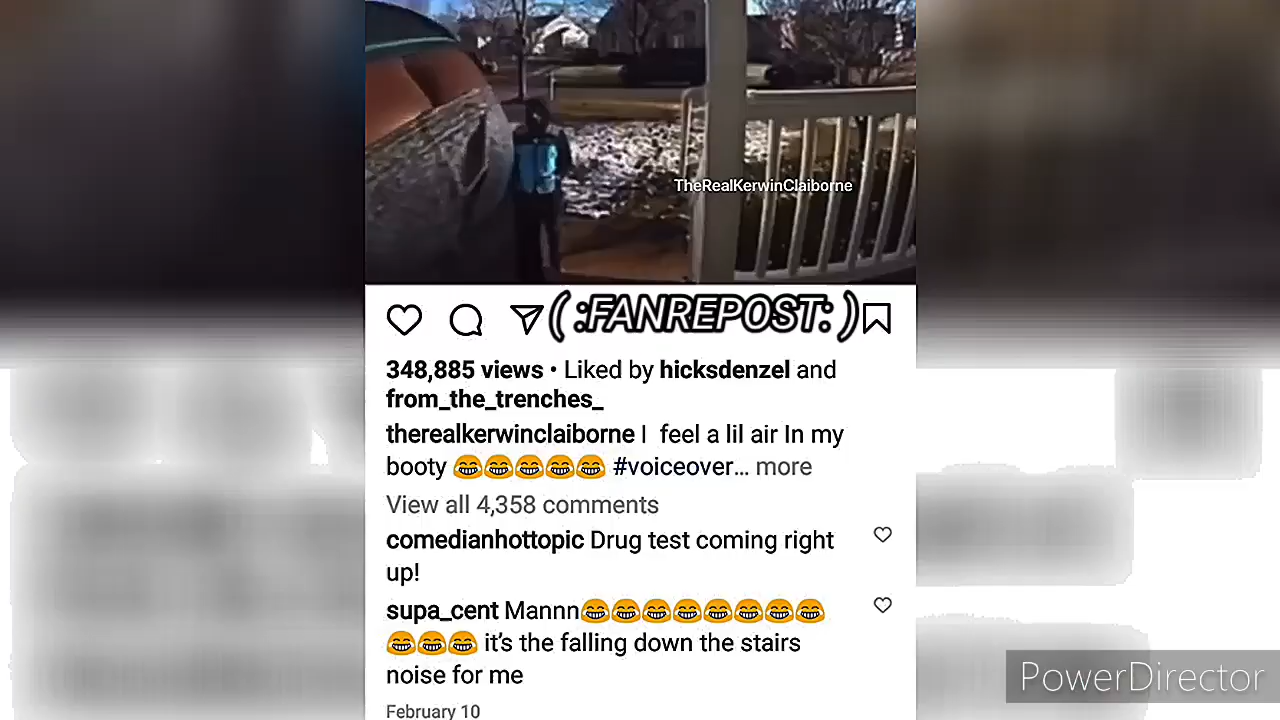 TheRealKerwinClaiborne
( :FANREPOST: )
348,885 views • Liked by hicksdenzel and
from_the_trenches_
therealkerwinclaiborne I feel a lil air In my
booty 😂😂😂😂😂 #voiceover... more
View all 4,358 comments
comedianhottopic Drug test coming right
up!
supa_cent Mannn😂😂😂😂😂😂😂😂
😂😂😂 it’s the falling down the stairs
noise for me
February 10
PowerDirector